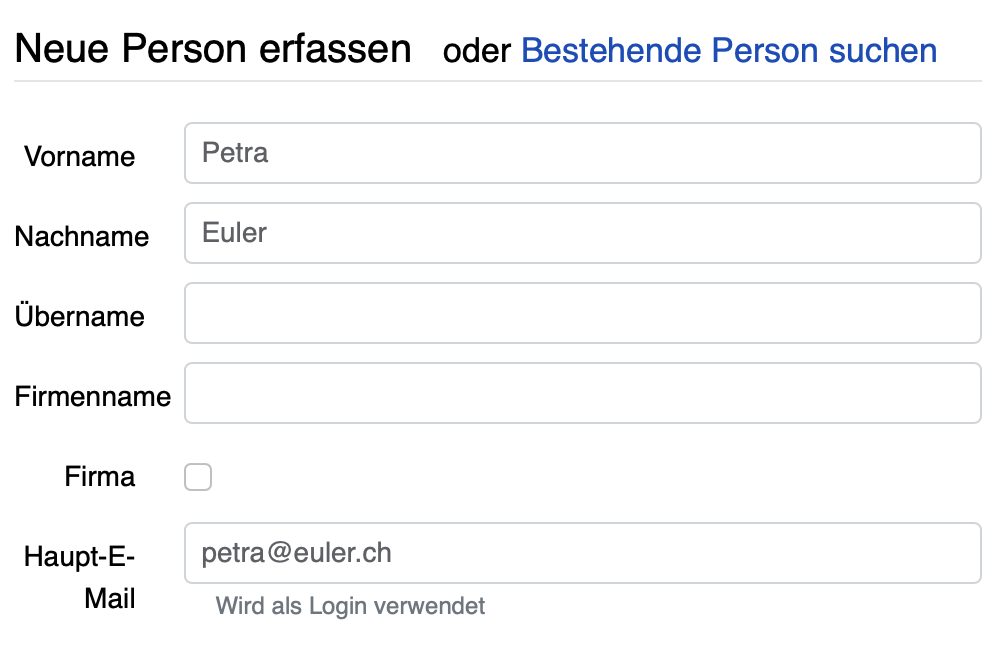 Neue Person erfassen oder Bestehende Person suchen
Vorname Petra
Nachname Euler
Übername
Firmenname
Firma
Haupt-E-
Mail
petra@euler.ch
Wird als Login verwendet